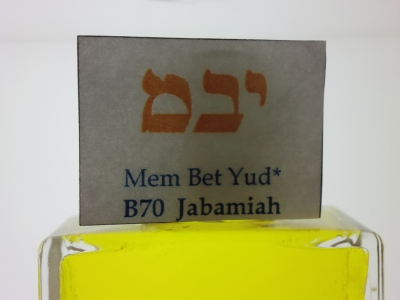 יבמ
Mem Bet Yud*
B70 Jabamiah